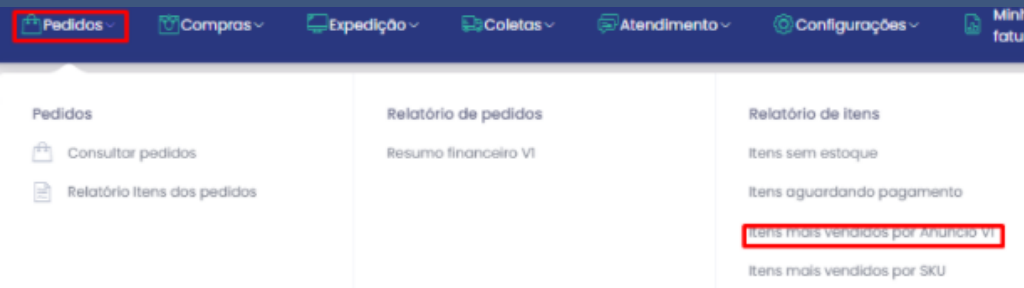 Pedidos
Compras
Expedição
Coletas
Atendimento
Configurações
Pedidos
Consultar pedidos
Relatório Itens dos pedidos
Relatório de pedidos
Resumo financeiro V1
Relatório de itens
Itens sem estoque
Itens aguardando pagamento
Itens mais vendidos por Anúncio V1
Itens mais vendidos por SKU